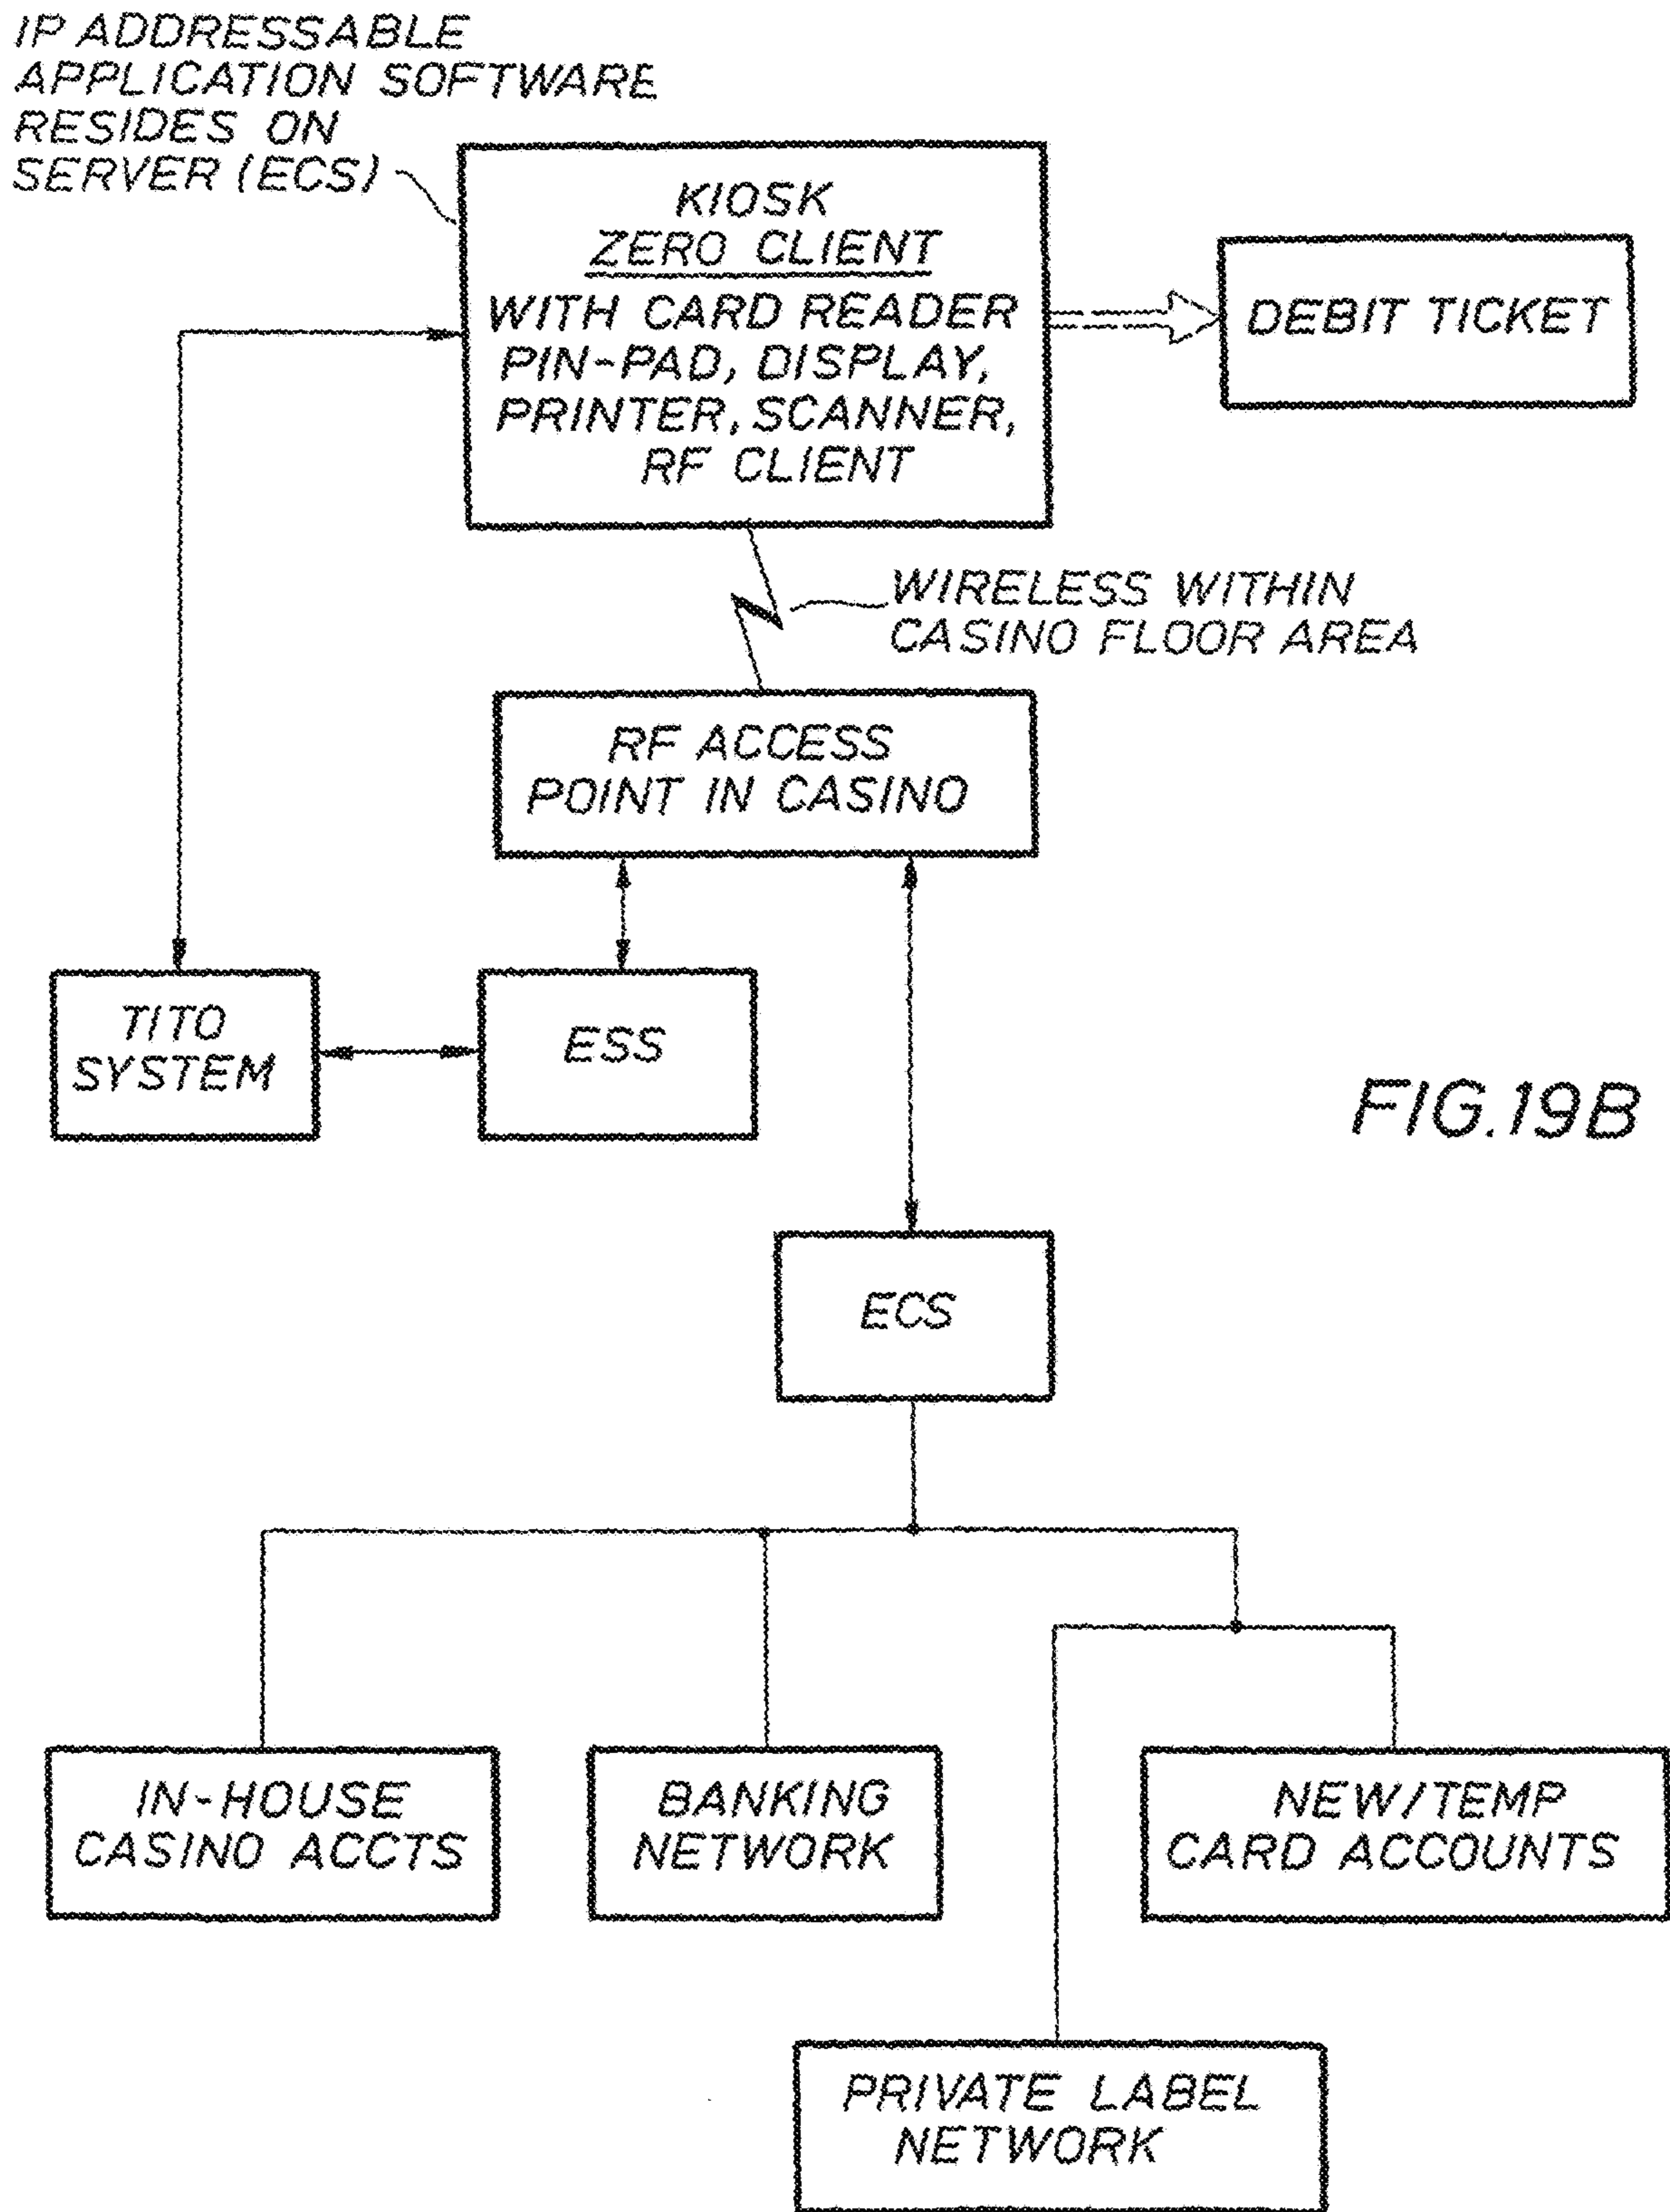 IP ADDRESSABLE
APPLICATION SOFTWARE
RESIDES ON
SERVER (ECS)
KIOSK
ZERO CLIENT
WITH CARD READER
PIN-PAD, DISPLAY,
PRINTER, SCANNER,
RF CLIENT
DEBIT TICKET
WIRELESS WITHIN
CASINO FLOOR AREA
RF ACCESS
POINT IN CASINO
TITO
SYSTEM
ESS
FIG.19B
ECS
IN-HOUSE
CASINO ACCTS
BANKING
NETWORK
NEW/TEMP
CARD ACCOUNTS
PRIVATE LABEL
NETWORK